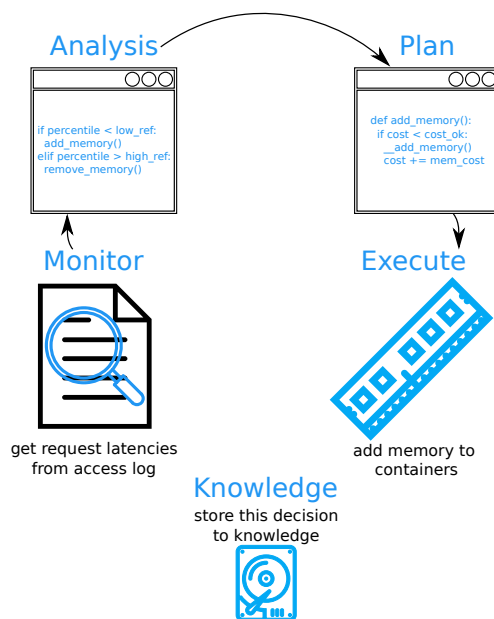 Analysis
Plan
if percentile < low_ref:
add_memory()
elif percentile > high_ref:
remove_memory()
def add_memory():
if cost < cost_ok:
__add_memory()
cost += mem_cost
Monitor
Execute
get request latencies
from access log
add memory to
containers
Knowledge
store this decision
to knowledge